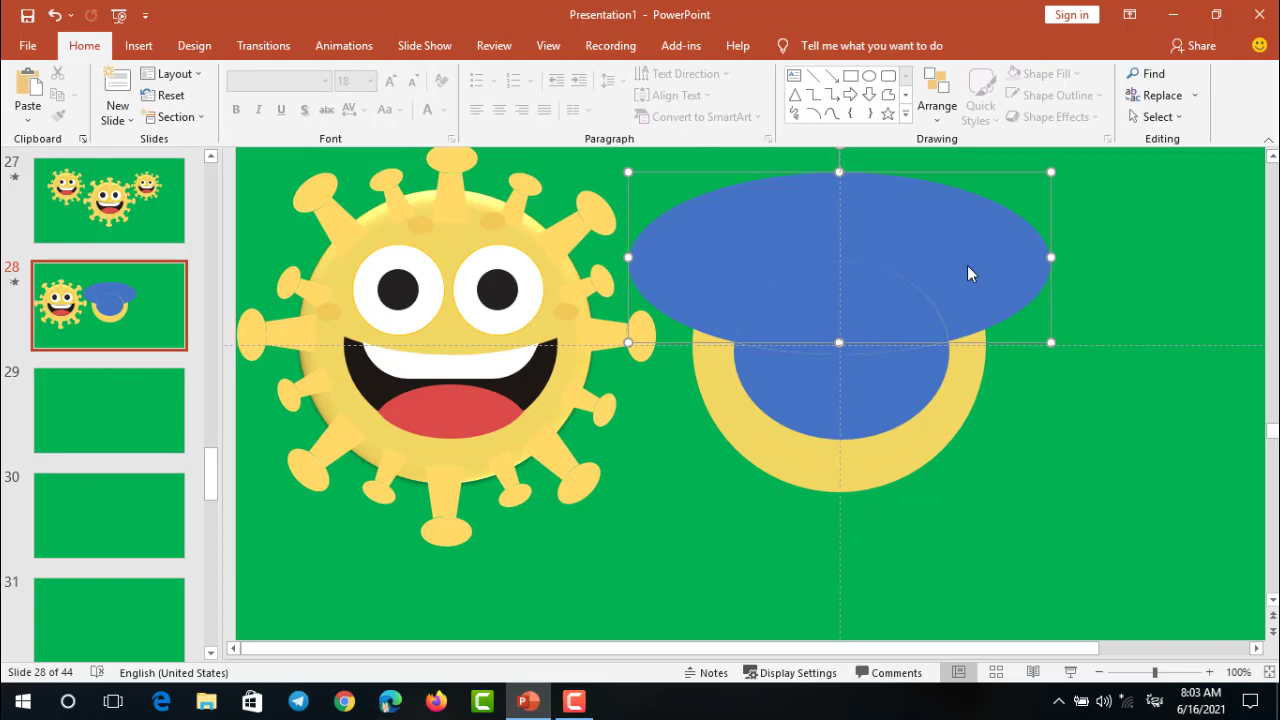 Presentation1 - PowerPoint
Sign in
File Home Insert Design Transitions Animations Slide Show Review View Recording Add-ins Help Tell me what you want to do Share
Paste
New Slide
Layout
Reset
Section
18
B I U S abc AV Aa A
Text Direction
Align Text
Convert to SmartArt
Arrange
Quick Styles
Shape Fill
Shape Outline
Shape Effects
Find
Replace
Select
Clipboard Slides Font Paragraph Drawing Editing
27
28
29
30
31
Slide 28 of 44 English (United States) Notes Display Settings Comments 100%
8:03 AM
6/16/2021